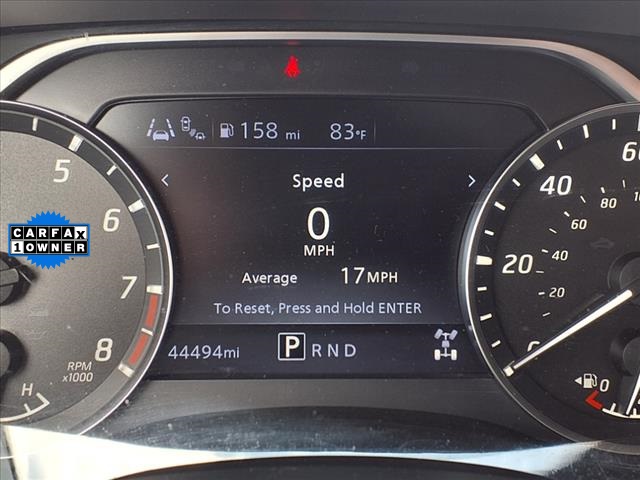 158 mi 83°F
Speed
0
MPH
Average 17 MPH
To Reset, Press and Hold ENTER
44494mi P R N D
5
6
7
8
RPM
x1000
H
CARFAX
1 OWNER
60
40
20
0
80
60
40
20
0